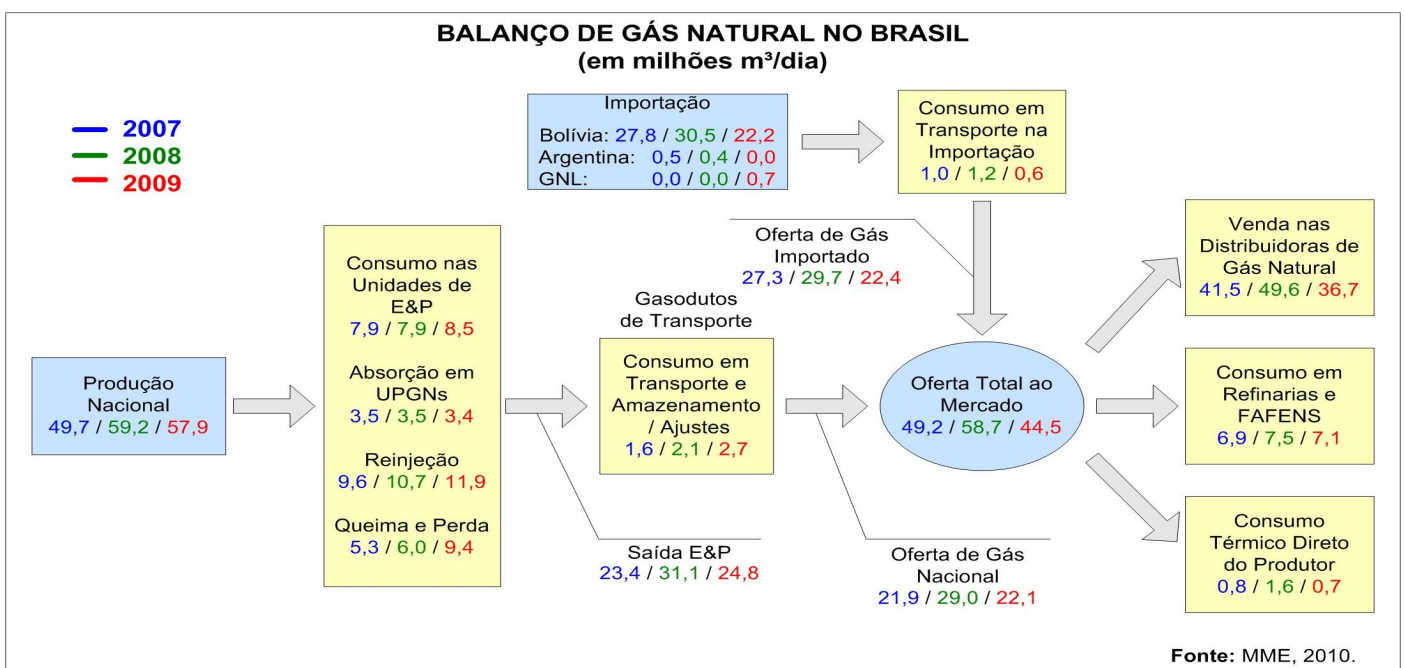 BALANÇO DE GÁS NATURAL NO BRASIL
(em milhões m³/dia)
2007
2008
2009
Importação
Bolívia: 27,8 / 30,5 / 22,2
Argentina: 0,5 / 0,4 / 0,0
GNL: 0,0 / 0,0 / 0,7
Consumo em
Transporte na
Importação
1,0 / 1,2 / 0,6
Oferta de Gás
Importado
27,3 / 29,7 / 22,4
Produção
Nacional
49,7 / 59,2 / 57,9
Consumo nas
Unidades de
E&P
7,9 / 7,9 / 8,5
Absorção em
UPGNs
3,5 / 3,5 / 3,4
Reinjeção
9,6 / 10,7 / 11,9
Queima e Perda
5,3 / 6,0 / 9,4
Saída E&P
23,4 / 31,1 / 24,8
Gasodutos
de Transporte
Consumo em
Transporte e
Amazenamento
/ Ajustes
1,6 / 2,1 / 2,7
Oferta de Gás
Nacional
21,9 / 29,0 / 22,1
Oferta Total ao
Mercado
49,2 / 58,7 / 44,5
Venda nas
Distribuidoras de
Gás Natural
41,5 / 49,6 / 36,7
Consumo em
Refinarias e
FAFENS
6,9 / 7,5 / 7,1
Consumo
Térmico Direto
do Produtor
0,8 / 1,6 / 0,7
Fonte: MME, 2010.